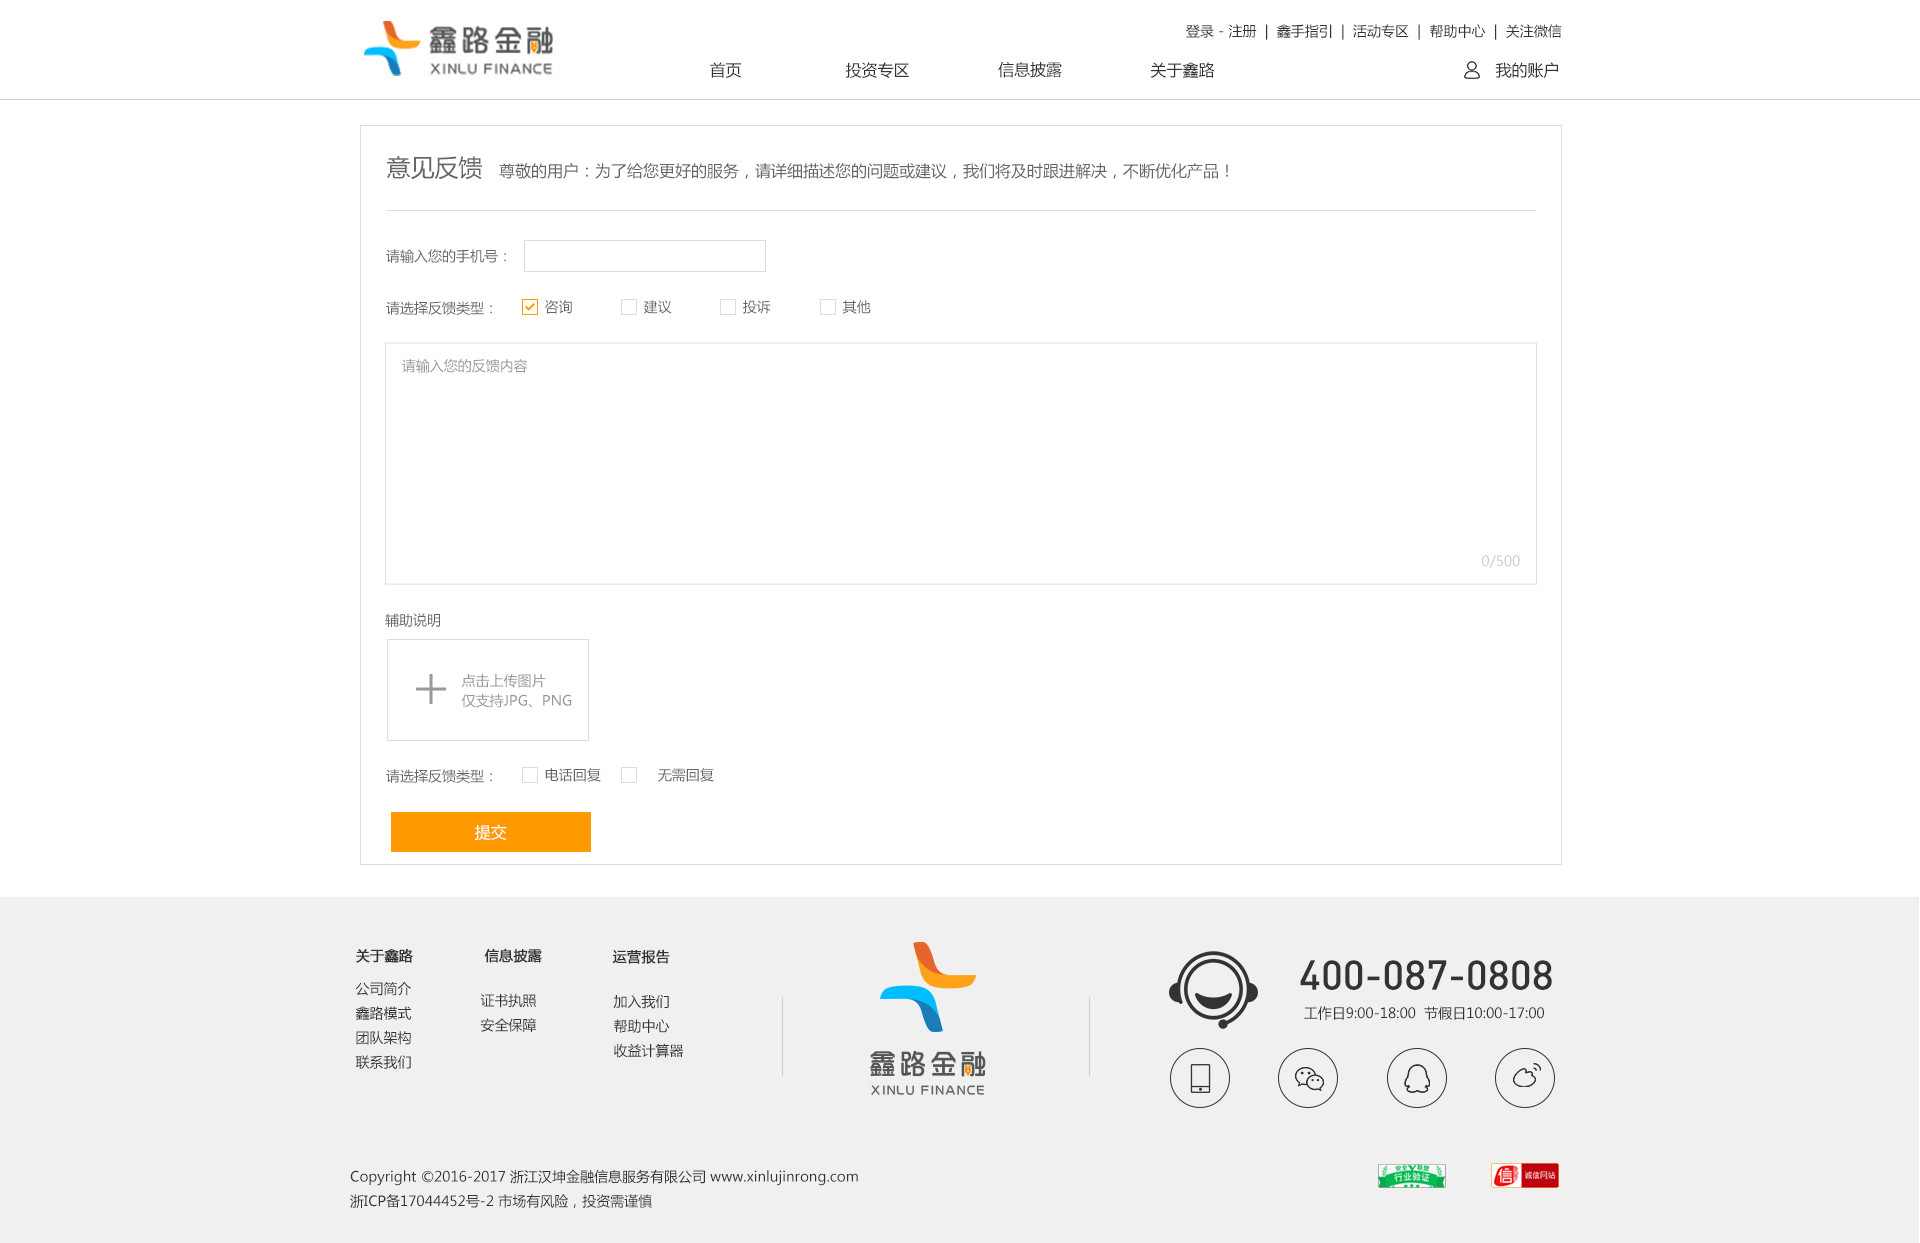 鑫路金融
XINLU FINANCE
登录 - 注册 | 鑫手指引 | 活动专区 | 帮助中心 | 关注微信
首页 投资专区 信息披露 关于鑫路 我的账户
意见反馈 尊敬的用户：为了给您更好的服务，请详细描述您的问题或建议，我们将及时跟进解决，不断优化产品！
请输入您的手机号：
请选择反馈类型： 咨询 建议 投诉 其他
请输入您的反馈内容
0/500
辅助说明
点击上传图片
仅支持JPG、PNG
请选择反馈类型： 电话回复 无需回复
提交
关于鑫路
公司简介
鑫路模式
团队架构
联系我们
信息披露
证书执照
安全保障
运营报告
加入我们
帮助中心
收益计算器
鑫路金融
XINLU FINANCE
400-087-0808
工作日9:00-18:00 节假日10:00-17:00
Copyright ©2016-2017 浙江汉坤金融信息服务有限公司 www.xinlujinrong.com
浙ICP备17044452号-2 市场有风险，投资需谨慎
安全联盟
行业验证
信 诚信网站